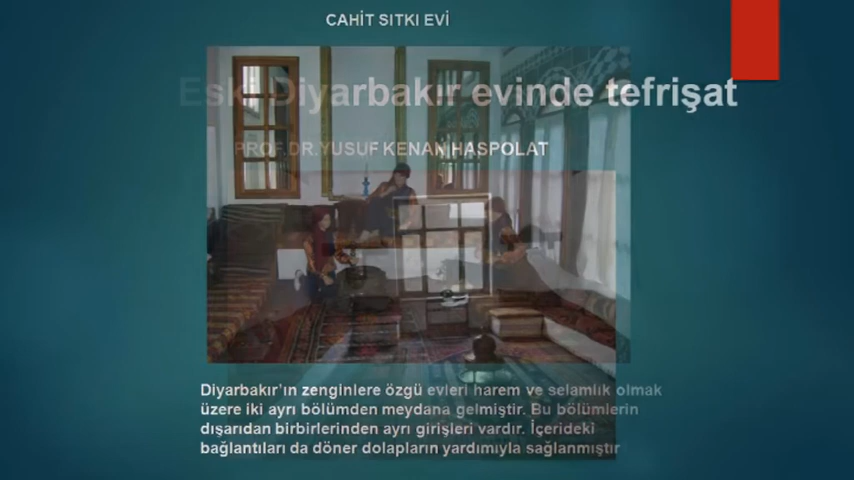 CAHİT SITKI EVİ
Eski Diyarbakır evinde tefrişat
PROF.DR.YUSUF KENAN HASPOLAT
Diyarbakır’ın zenginlere özgü evleri harem ve selamlık olmak
üzere iki ayrı bölümden meydana gelmiştir. Bu bölümlerin
dışarıdan birbirlerinden ayrı girişleri vardır. İçerideki
bağlantıları da döner dolapların yardımıyla sağlanmıştır